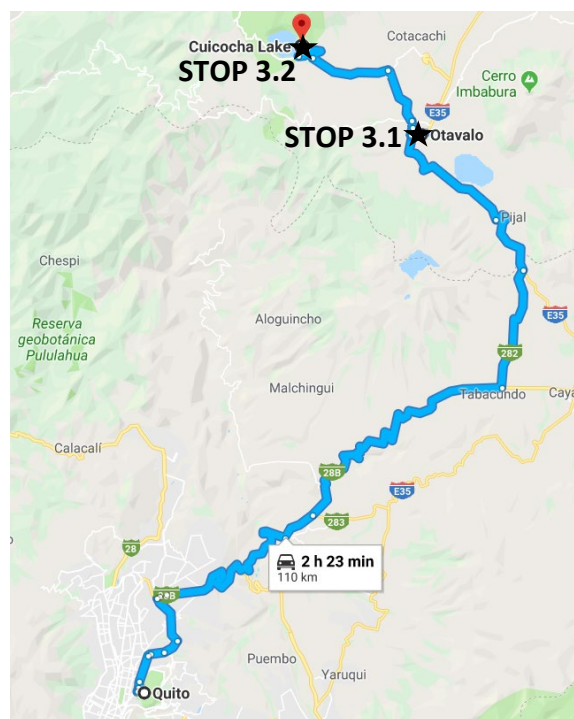 Cuicocha Lake
Cotacachi
STOP 3.2
Cerro
Imbabura
E35
STOP 3.1
Otavalo
Pijal
Chespi
Aloguincho
E35
Reserva
geobotánica
Pululahua
282
Malchingui
Tabacundo
Caya
Calacalí
28B
E35
283
28
2 h 23 min
110 km
28B
Puembo
Yaruqui
Quito